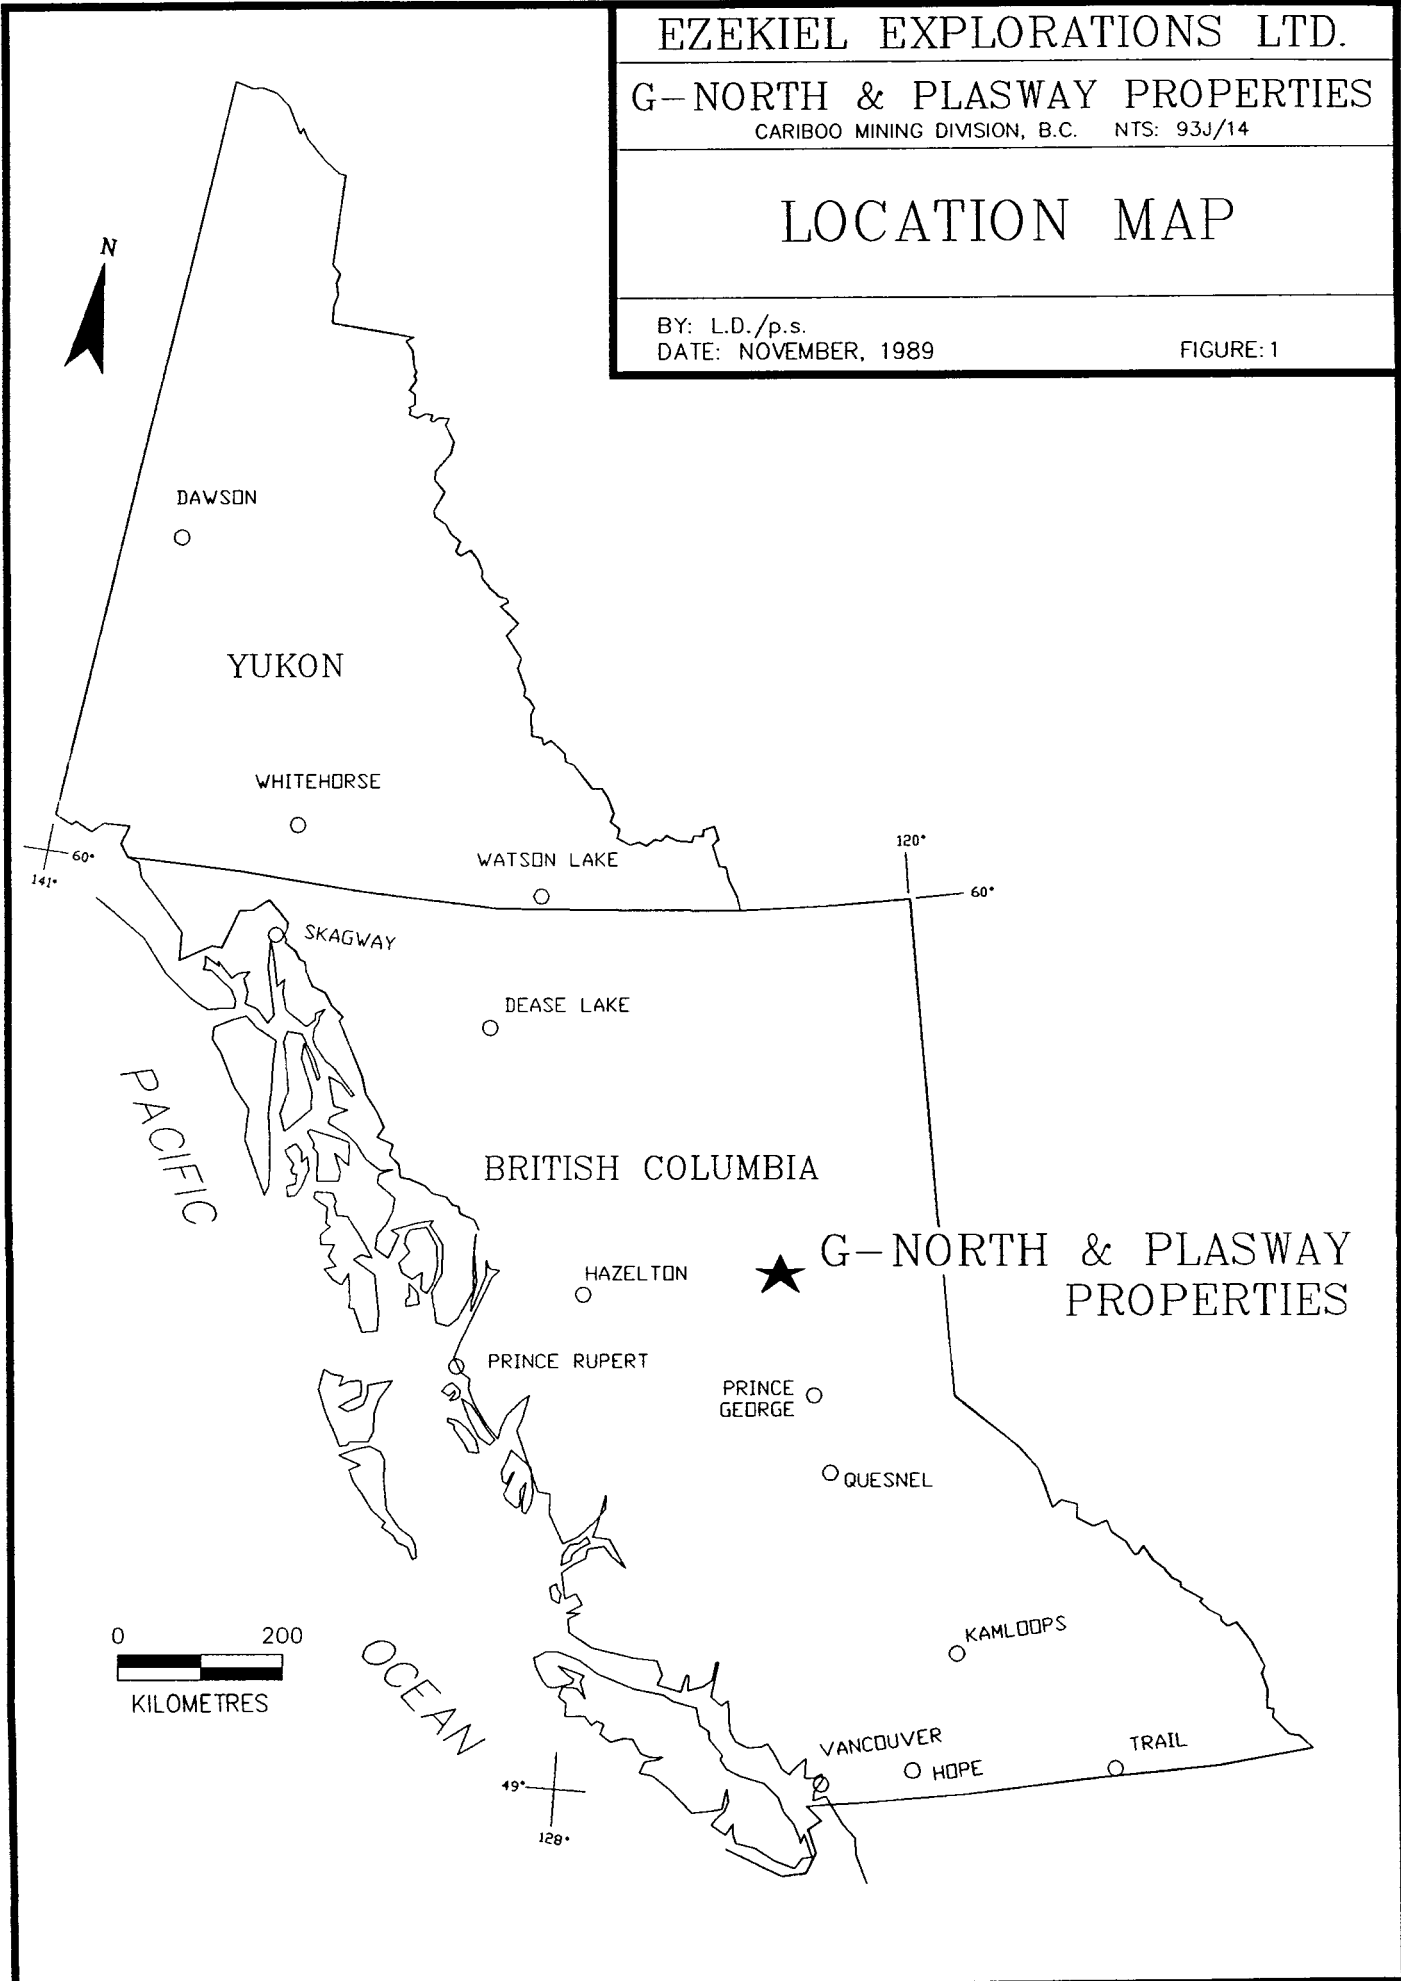 EZEKIEL EXPLORATIONS LTD.
G-NORTH & PLASWAY PROPERTIES
CARIBOO MINING DIVISION, B.C. NTS: 93J/14
LOCATION MAP
BY: L.D./p.s.
DATE: NOVEMBER, 1989
FIGURE: 1
N
DAWSON
YUKON
WHITEHORSE
WATSON LAKE
60°
141°
120°
60°
SKAGWAY
DEASE LAKE
PACIFIC
BRITISH COLUMBIA
G-NORTH & PLASWAY
PROPERTIES
HAZELTON
PRINCE RUPERT
PRINCE
GEORGE
QUESNEL
KAMLOOPS
0 200
KILOMETRES
OCEAN
VANCOUVER
HOPE
TRAIL
49°
128°